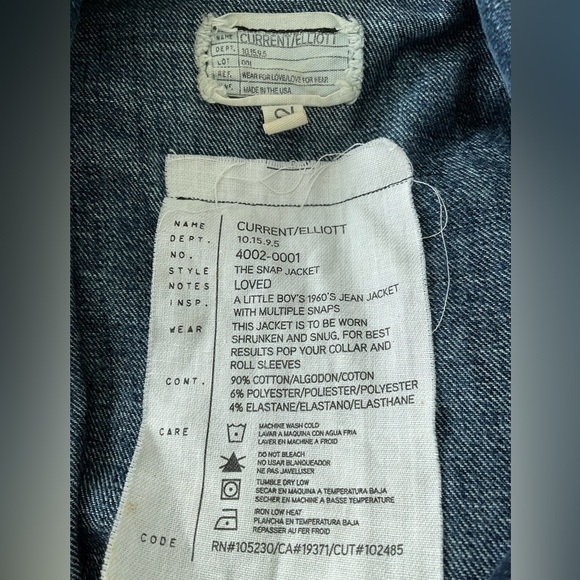 NAME CURRENT/ELLIOTT
DEPT. 10.15.9.5
LOT 001
REF. WEAR FOR LOVE/LOVE FOR WEAR
MADE IN THE USA
2
NAME CURRENT/ELLIOTT
DEPT. 10.15.9.5
NO. 4002-0001
STYLE THE SNAP JACKET
NOTES LOVED
INSP. A LITTLE BOY'S 1960'S JEAN JACKET
WITH MULTIPLE SNAPS
WEAR THIS JACKET IS TO BE WORN
SHRUNKEN AND SNUG, FOR BEST
RESULTS POP YOUR COLLAR AND
ROLL SLEEVES
CONT. 90% COTTON/ALGODON/COTON
6% POLYESTER/POLIESTER/POLYESTER
4% ELASTANE/ELASTANO/ELASTHANE
CARE MACHINE WASH COLD
LAVAR A MAQUINA CON AGUA FRIA
LAVER EN MACHINE A FROID
DO NOT BLEACH
NO USAR BLANQUEADOR
NE PAS JAVELLISER
TUMBLE DRY LOW
SECAR EN MAQUINA A TEMPERATURA BAJA
SECHER EN MACHINE A BASSE TEMPERATURE
IRON LOW HEAT
PLANCHA EN TEMPERATURA BAJA
REPASSER AU FER FROID
CODE RN#105230/CA#19371/CUT#102485